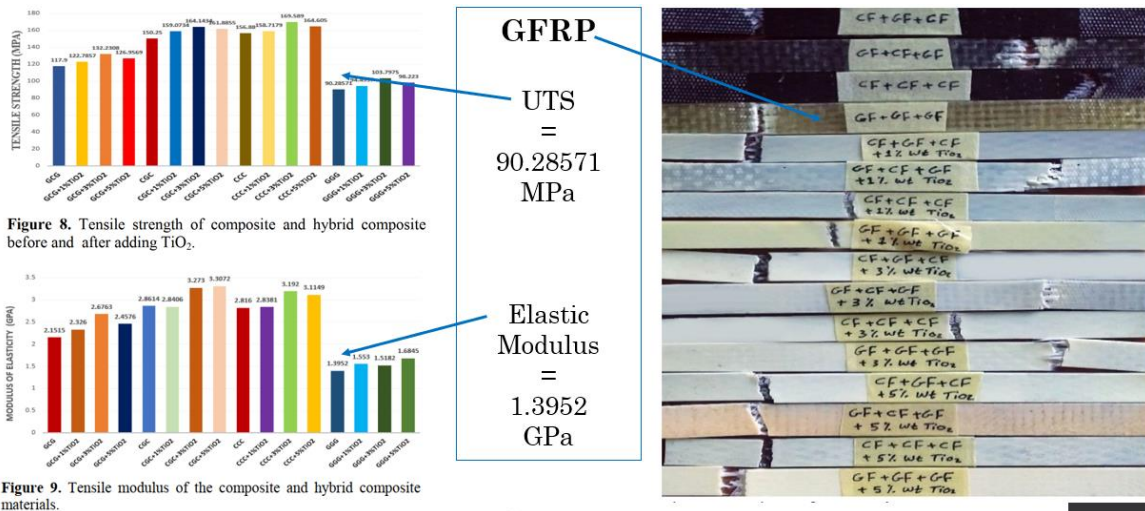 TENSILE STRENGTH (MPA)
180
160
140
120
100
80
60
40
20
0
117.9
122.7857
132.2308
126.9569
150.25
159.0734
164.1434
161.8855
156.88
158.7179
169.589
164.605
90.28571
103.7975
98.223
GCG
GCG+1%TIO2
GCG+3%TIO2
GCG+5%TIO2
CGC
CGC+1%TIO2
CGC+3%TIO2
CGC+5%TIO2
CCC
CCC+1%TIO2
CCC+3%TIO2
CCC+5%TIO2
GGG
GGG+1%TIO2
GGG+3%TIO2
GGG+5%TIO2
Figure 8. Tensile strength of composite and hybrid composite
before and after adding TiO₂.
MODULUS OF ELASTICITY (GPA)
3.5
3
2.5
2
1.5
1
0.5
0
2.1515
2.326
2.6763
2.4576
2.8614
2.8406
3.273
3.3072
2.816
2.8381
3.192
3.1149
1.3952
1.553
1.5182
1.6845
GCG
GCG+1%TIO2
GCG+3%TIO2
GCG+5%TIO2
CGC
CGC+1%TIO2
CGC+3%TIO2
CGC+5%TIO2
CCC
CCC+1%TIO2
CCC+3%TIO2
CCC+5%TIO2
GGG
GGG+1%TIO2
GGG+3%TIO2
GGG+5%TIO2
Figure 9. Tensile modulus of the composite and hybrid composite
materials.
GFRP
UTS
=
90.28571
MPa
Elastic
Modulus
=
1.3952
GPa
CF+GF+CF
GF+CF+GF
CF+CF+CF
GF+GF+GF
CF+GF+CF
+1% wt TiO2
GF+CF+GF
+1% wt TiO2
CF+CF+CF
+1% wt TiO2
GF+GF+GF
+1% wt TiO2
CF+GF+CF
+3% wt TiO2
GF+CF+GF
+3% wt TiO2
CF+CF+CF
+3% wt TiO2
GF+GF+GF
+3% wt TiO2
CF+GF+CF
+5% wt TiO2
GF+CF+GF
+5% wt TiO2
CF+CF+CF
+5% wt TiO2
GF+GF+GF
+5% wt TiO2